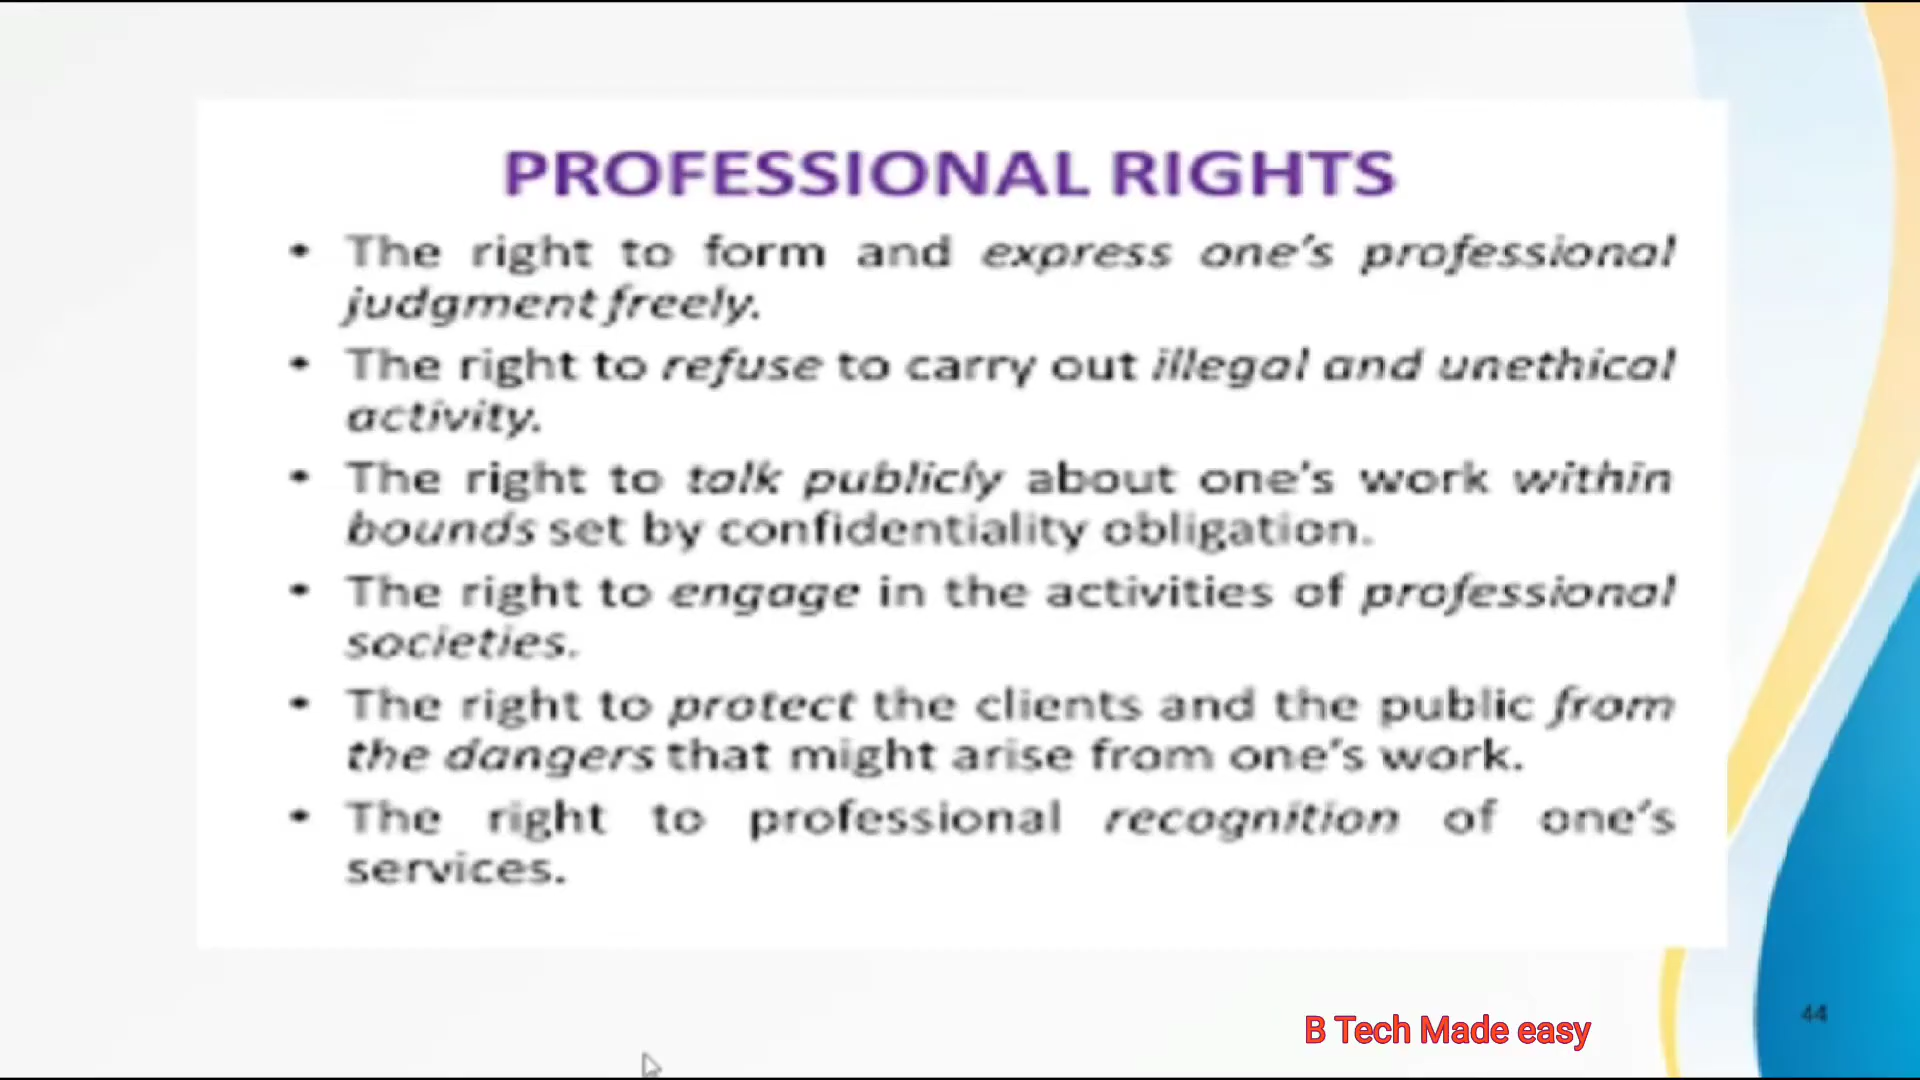 PROFESSIONAL RIGHTS
• The right to form and express one's professional
judgment freely.
• The right to refuse to carry out illegal and unethical
activity.
• The right to talk publicly about one's work within
bounds set by confidentiality obligation.
• The right to engage in the activities of professional
societies.
• The right to protect the clients and the public from
the dangers that might arise from one's work.
• The right to professional recognition of one's
services.
B Tech Made easy
44